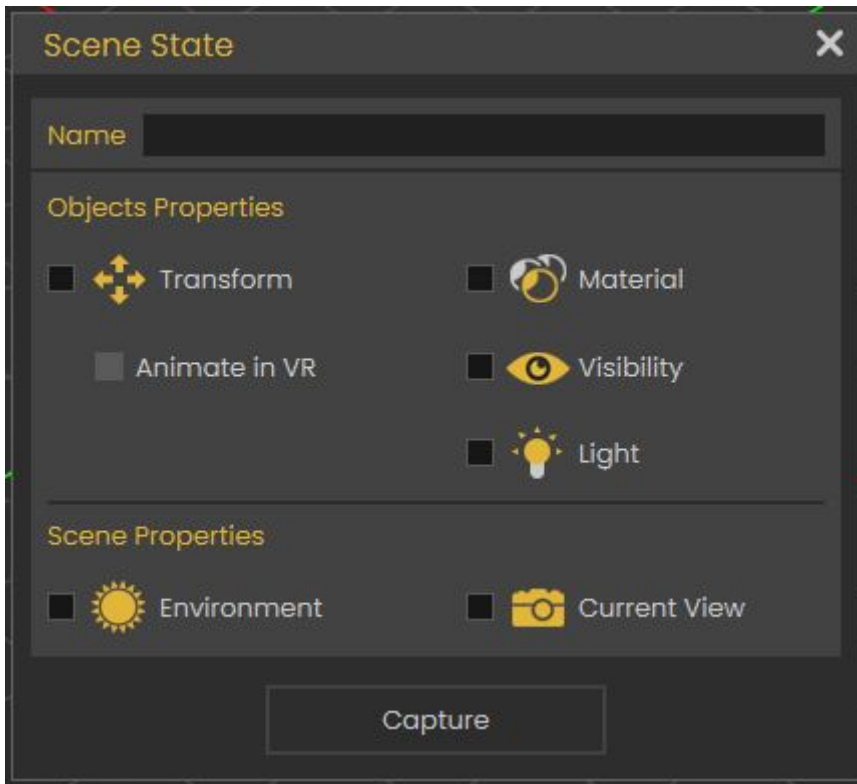 Scene State
Name
Objects Properties
Transform
Material
Animate in VR
Visibility
Light
Scene Properties
Environment
Current View
Capture